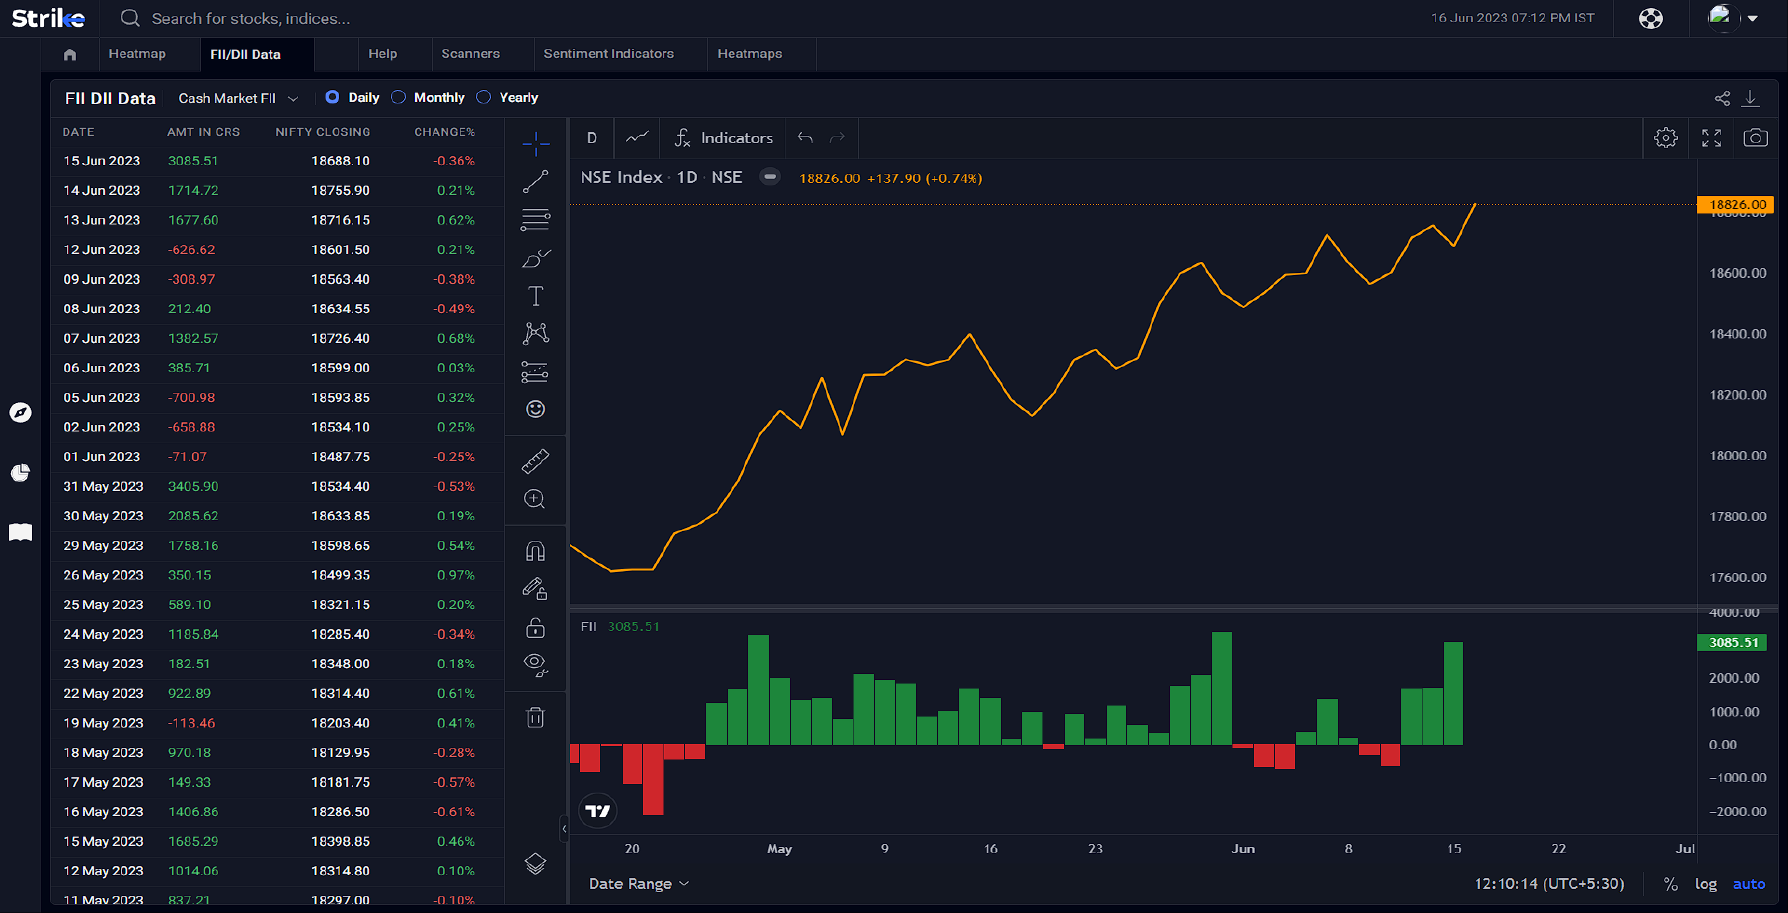 Strike
Search for stocks, indices...
16 Jun 2023 07:12 PM IST
Heatmap
FII/DII Data
Help
Scanners
Sentiment Indicators
Heatmaps
FII DII Data
Cash Market FII
Daily
Monthly
Yearly
DATE AMT IN CRS NIFTY CLOSING CHANGE%
15 Jun 2023 3085.51 18688.10 -0.36%
14 Jun 2023 1714.72 18755.90 0.21%
13 Jun 2023 1677.60 18716.15 0.62%
12 Jun 2023 -626.62 18601.50 0.21%
09 Jun 2023 -308.97 18563.40 -0.38%
08 Jun 2023 212.40 18634.55 -0.49%
07 Jun 2023 1382.57 18726.40 0.68%
06 Jun 2023 385.71 18599.00 0.03%
05 Jun 2023 -700.98 18593.85 0.32%
02 Jun 2023 -658.88 18534.10 0.25%
01 Jun 2023 -71.07 18487.75 -0.25%
31 May 2023 3405.90 18534.40 -0.53%
30 May 2023 2085.62 18633.85 0.19%
29 May 2023 1758.16 18598.65 0.54%
26 May 2023 350.15 18499.35 0.97%
25 May 2023 589.10 18321.15 0.20%
24 May 2023 1185.84 18285.40 -0.34%
23 May 2023 182.51 18348.00 0.18%
22 May 2023 922.89 18314.40 0.61%
19 May 2023 -113.46 18203.40 0.41%
18 May 2023 970.18 18129.95 -0.28%
17 May 2023 149.33 18181.75 -0.57%
16 May 2023 1406.86 18286.50 -0.61%
15 May 2023 1685.29 18398.85 0.46%
12 May 2023 1014.06 18314.80 0.10%
11 May 2023 837.21 18297.00 -0.10%
D
Indicators
NSE Index · 1D · NSE 18826.00 +137.90 (+0.74%)
18826.00
18800.00
18600.00
18400.00
18200.00
18000.00
17800.00
17600.00
FII 3085.51
4000.00
3085.51
2000.00
1000.00
0.00
−1000.00
−2000.00
20 May 9 16 23 Jun 8 15 22 Jul
Date Range
12:10:14 (UTC+5:30)
% log auto